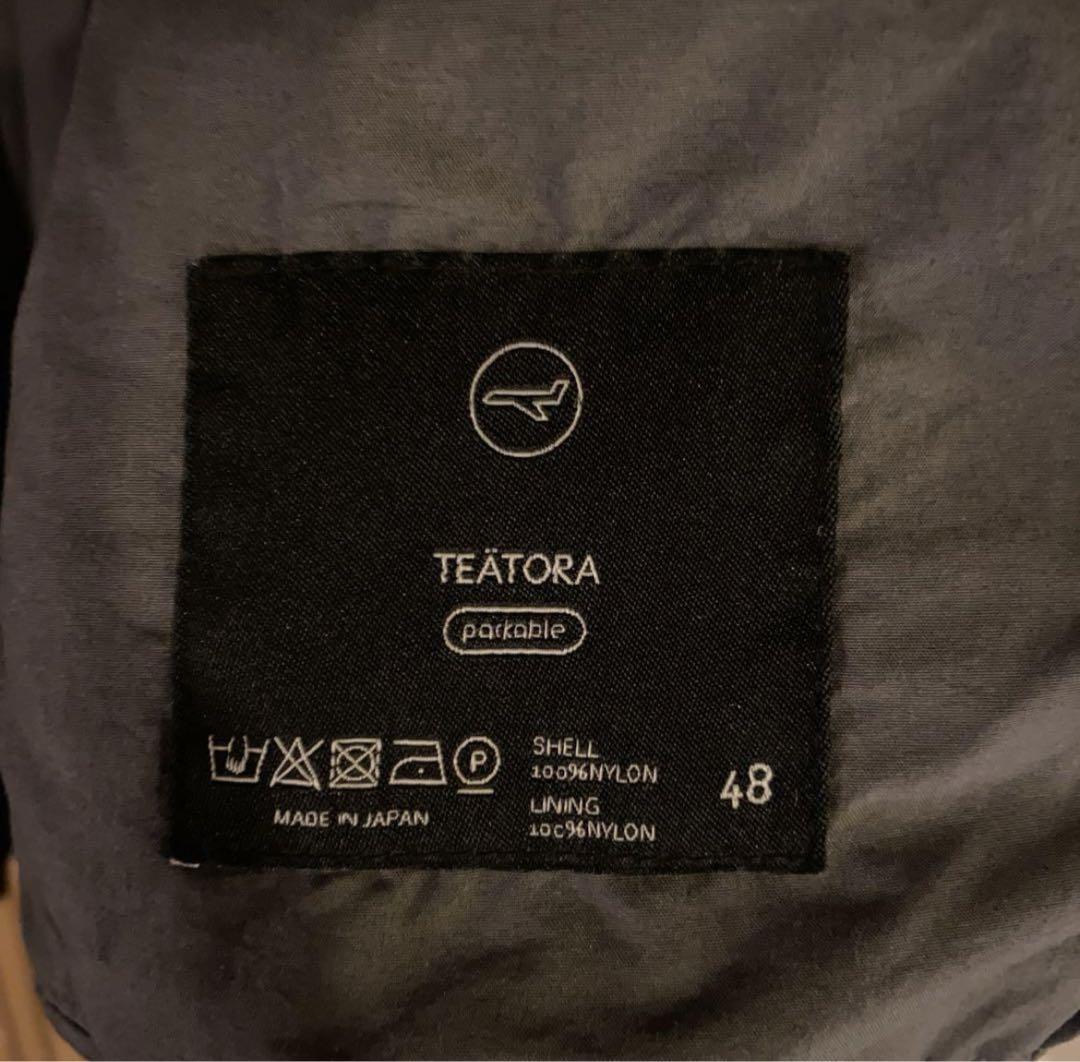 TEÄTORA
packable
P
MADE IN JAPAN
SHELL
100%NYLON
LINING
100%NYLON
48